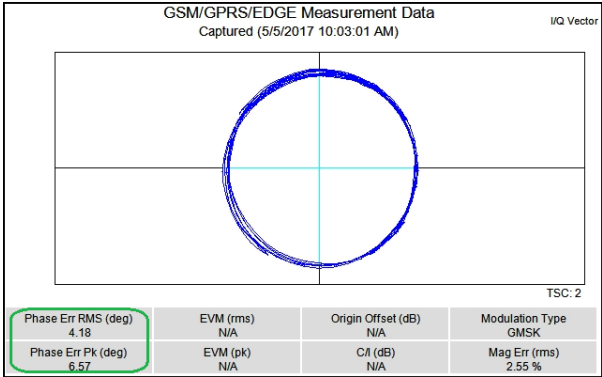 GSM/GPRS/EDGE Measurement Data
I/Q Vector
Captured (5/5/2017 10:03:01 AM)
TSC: 2
Phase Err RMS (deg) EVM (rms) Origin Offset (dB) Modulation Type
4.18 N/A N/A GMSK
Phase Err Pk (deg) EVM (pk) C/I (dB) Mag Err (rms)
6.57 N/A N/A 2.55 %